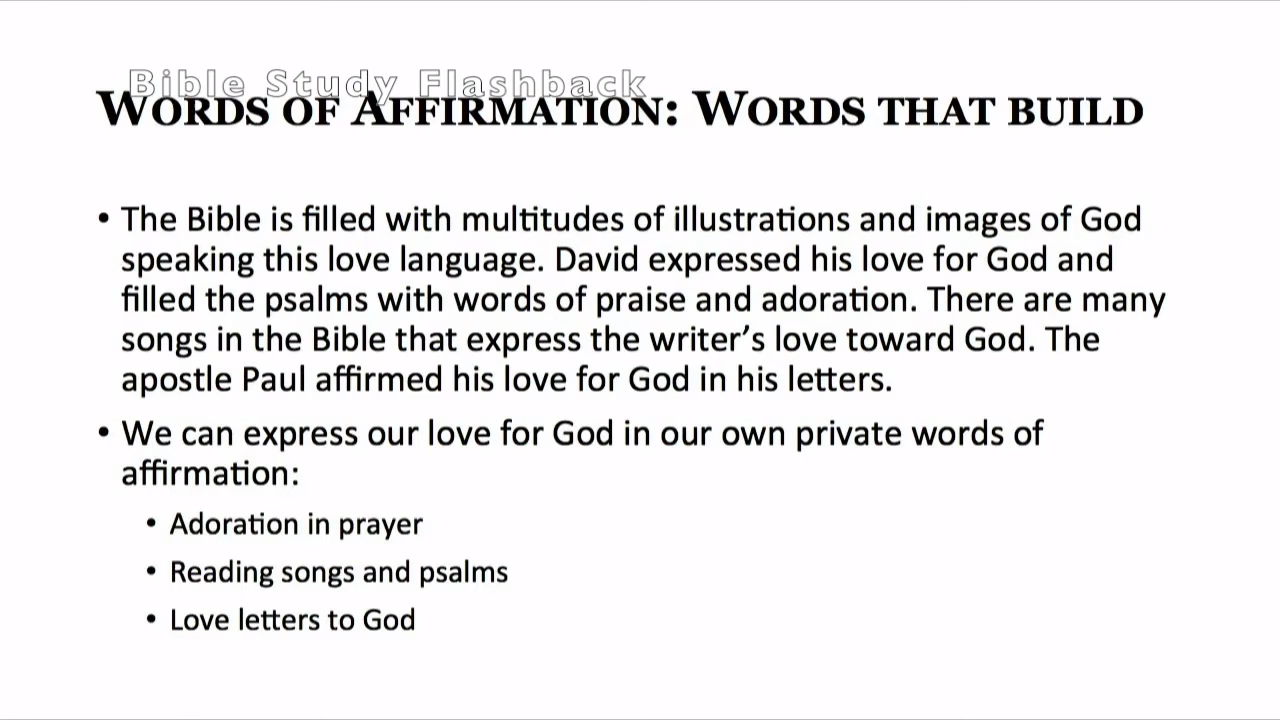 Bible Study Flashback
Words of Affirmation: Words that build
• The Bible is filled with multitudes of illustrations and images of God
speaking this love language. David expressed his love for God and
filled the psalms with words of praise and adoration. There are many
songs in the Bible that express the writer’s love toward God. The
apostle Paul affirmed his love for God in his letters.
• We can express our love for God in our own private words of
affirmation:
• Adoration in prayer
• Reading songs and psalms
• Love letters to God